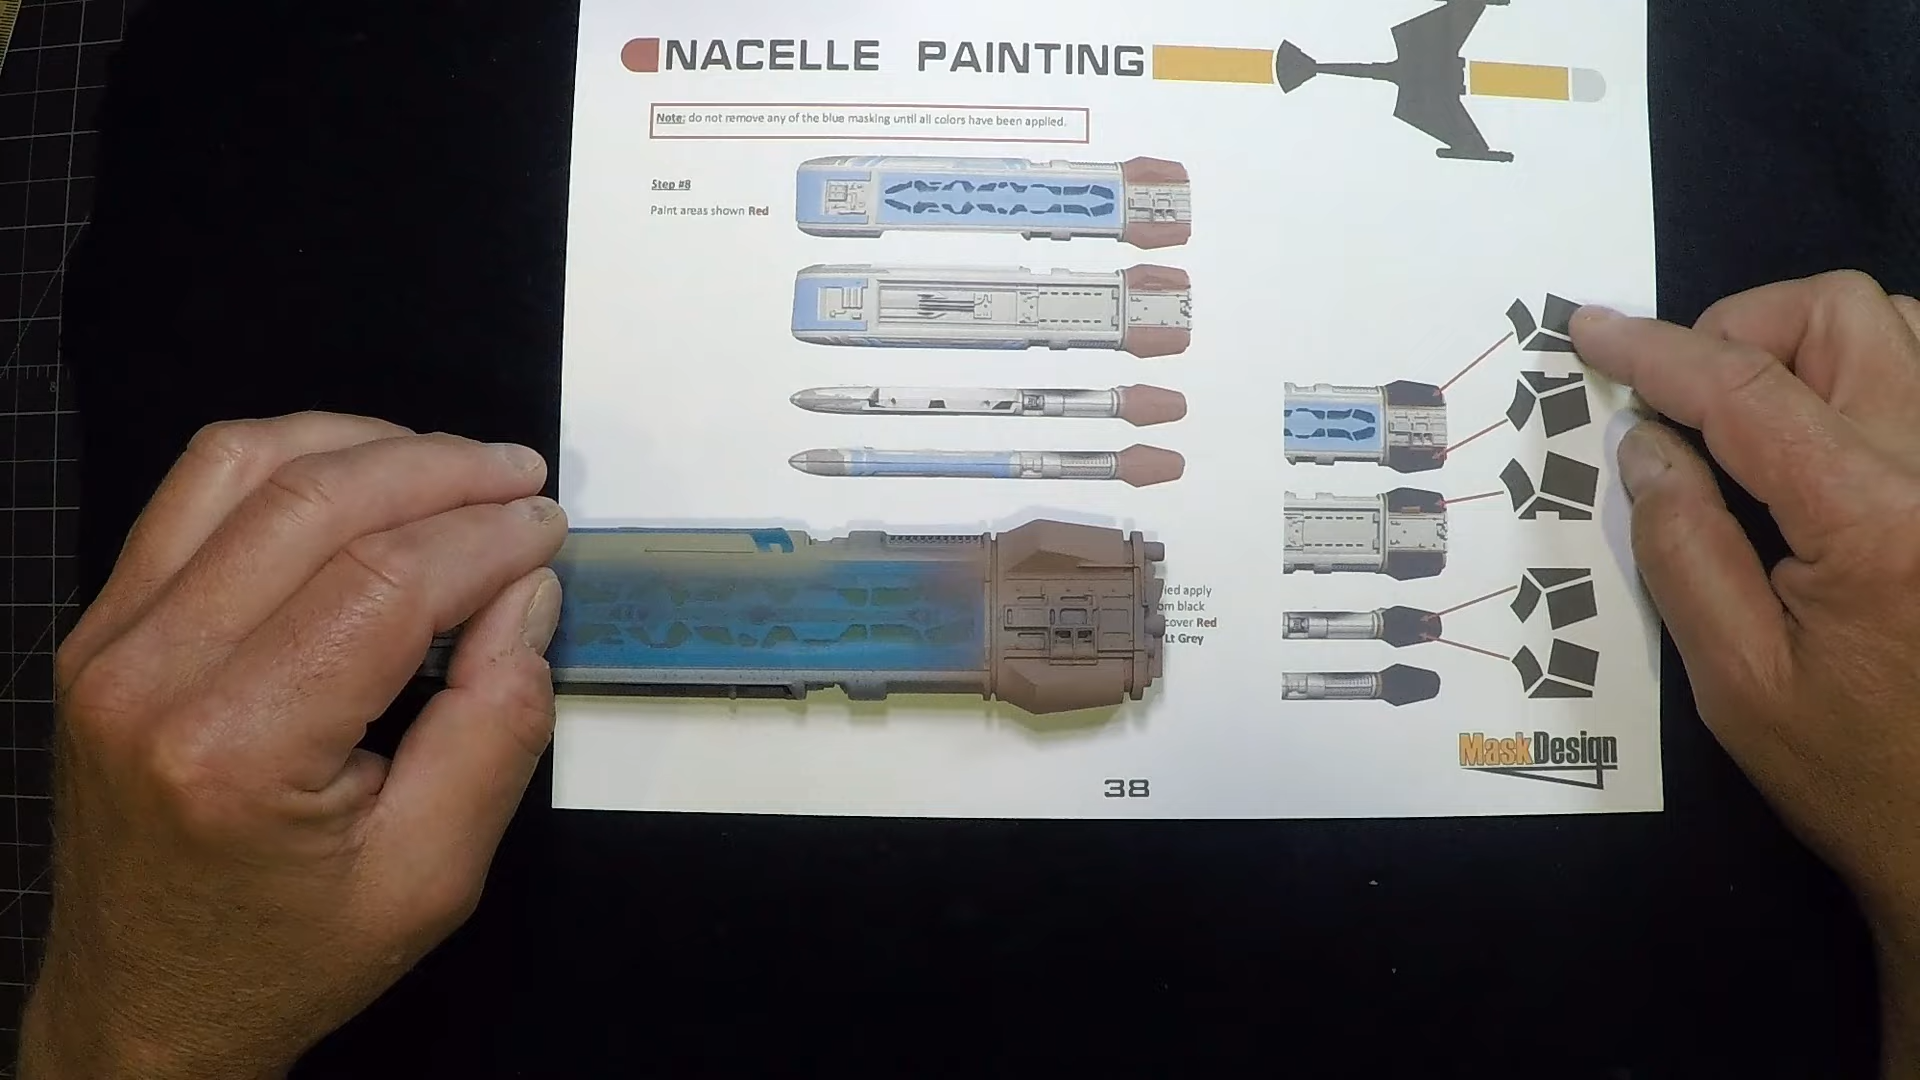 NACELLE PAINTING
Note: do not remove any of the blue masking until all colors have been applied.
Step #8
Paint areas shown Red
ied apply
om black
cover Red
Lt Grey
MaskDesign
38